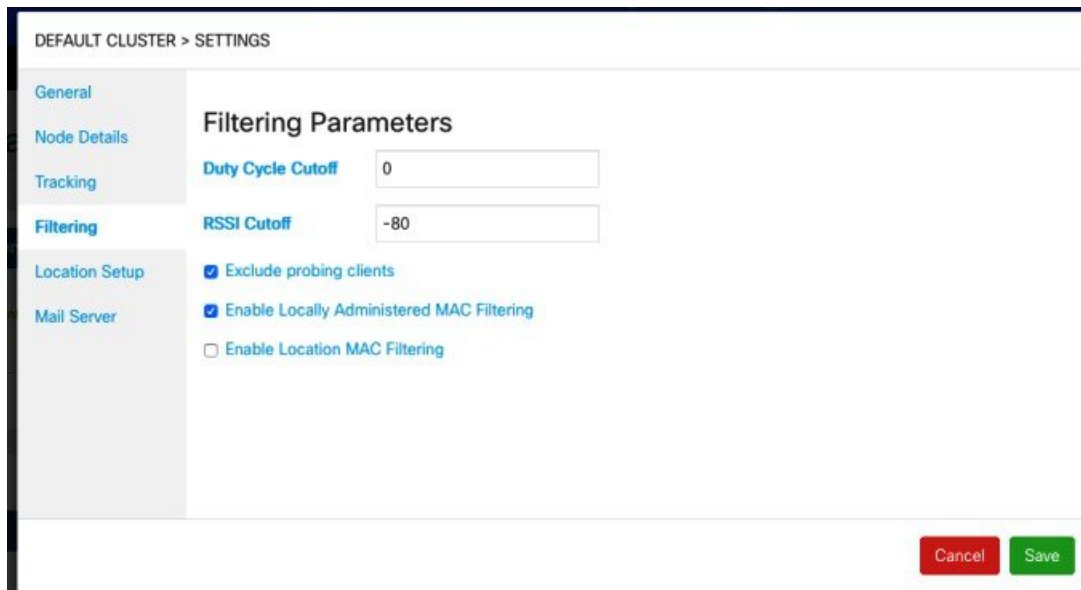 DEFAULT CLUSTER > SETTINGS
General
Node Details
Tracking
Filtering
Location Setup
Mail Server
Filtering Parameters
Duty Cycle Cutoff 0
RSSI Cutoff -80
Exclude probing clients
Enable Locally Administered MAC Filtering
Enable Location MAC Filtering
Cancel Save